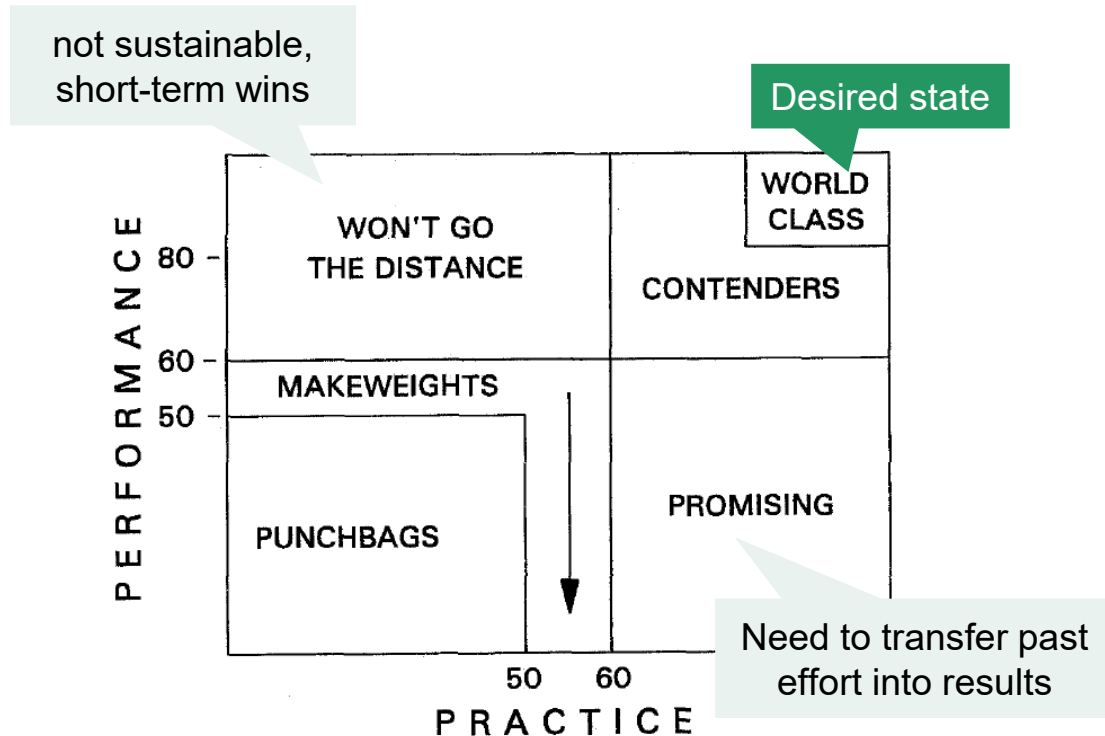 not sustainable,
short-term wins
Desired state
WORLD
CLASS
WON'T GO
THE DISTANCE
CONTENDERS
PERFORMANCE
80
60
50
MAKEWEIGHTS
PUNCHBAGS
PROMISING
Need to transfer past
effort into results
50 60
PRACTICE